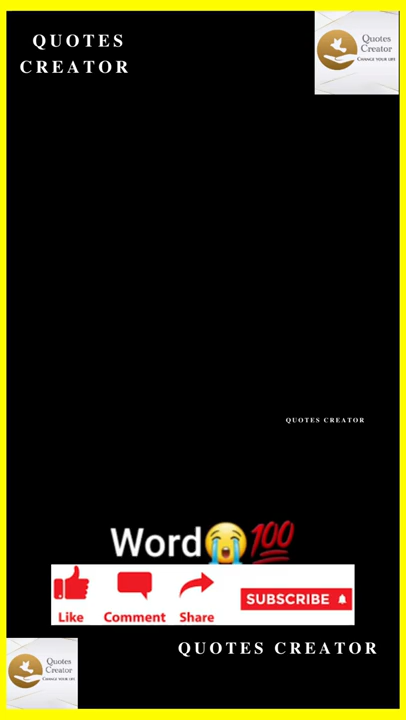 QUOTES
CREATOR
Quotes
Creator
CHANGE YOUR LIFE
QUOTES CREATOR
Word😭💯
Like Comment Share
SUBSCRIBE
QUOTES CREATOR
Quotes
Creator
CHANGE YOUR LIFE